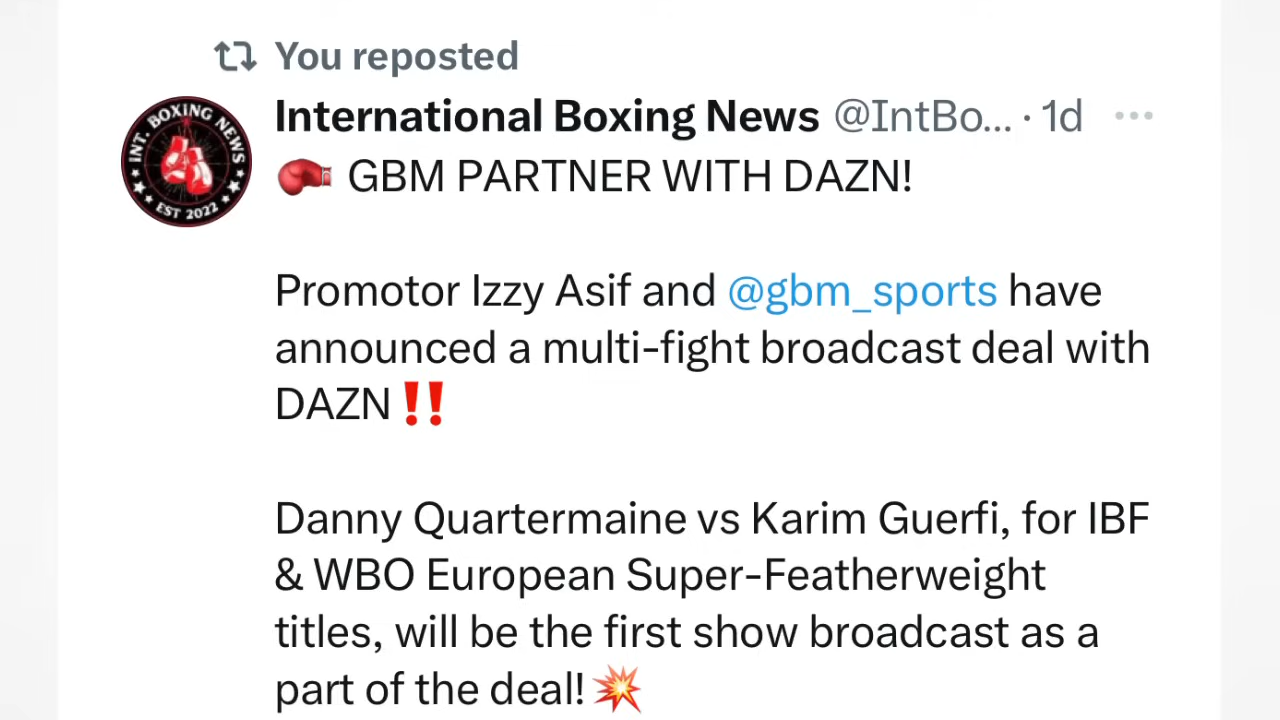 You reposted
International Boxing News @IntBo... · 1d
INT. BOXING NEWS
EST 2022
🥊 GBM PARTNER WITH DAZN!
Promotor Izzy Asif and @gbm_sports have
announced a multi-fight broadcast deal with
DAZN‼️
Danny Quartermaine vs Karim Guerfi, for IBF
& WBO European Super-Featherweight
titles, will be the first show broadcast as a
part of the deal!💥